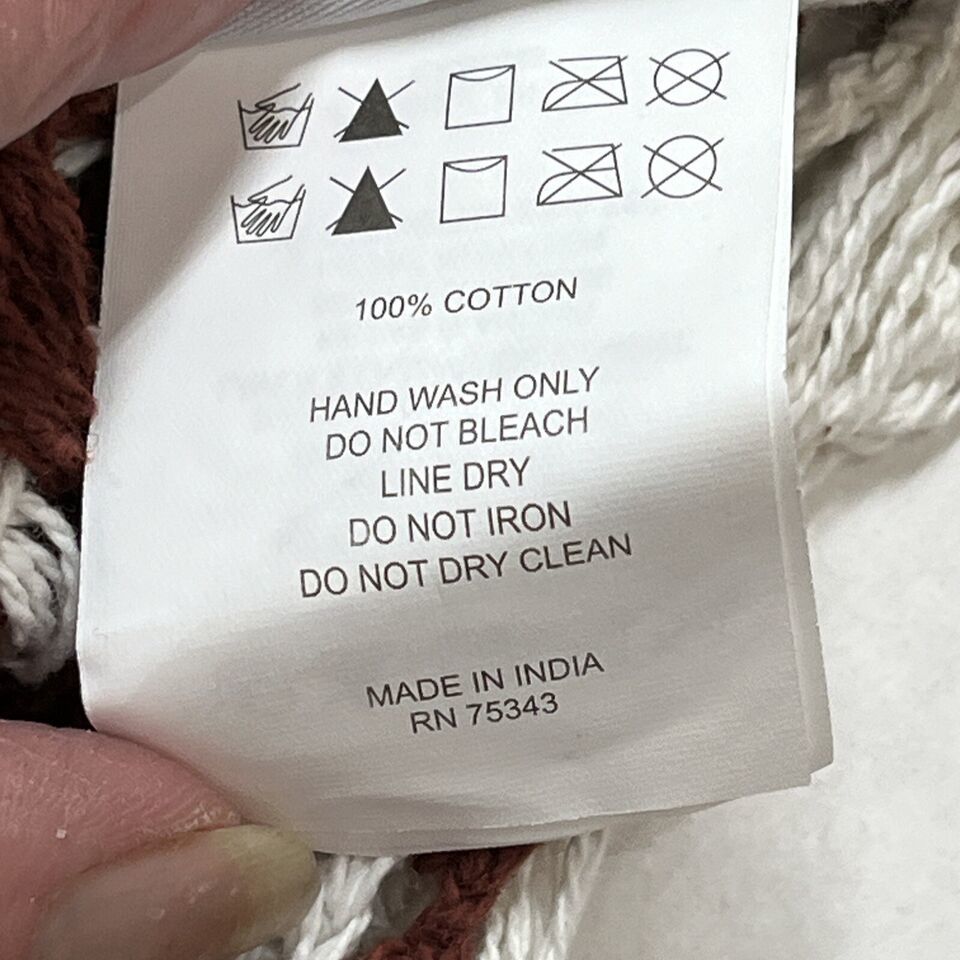 100% COTTON
HAND WASH ONLY
DO NOT BLEACH
LINE DRY
DO NOT IRON
DO NOT DRY CLEAN
MADE IN INDIA
RN 75343